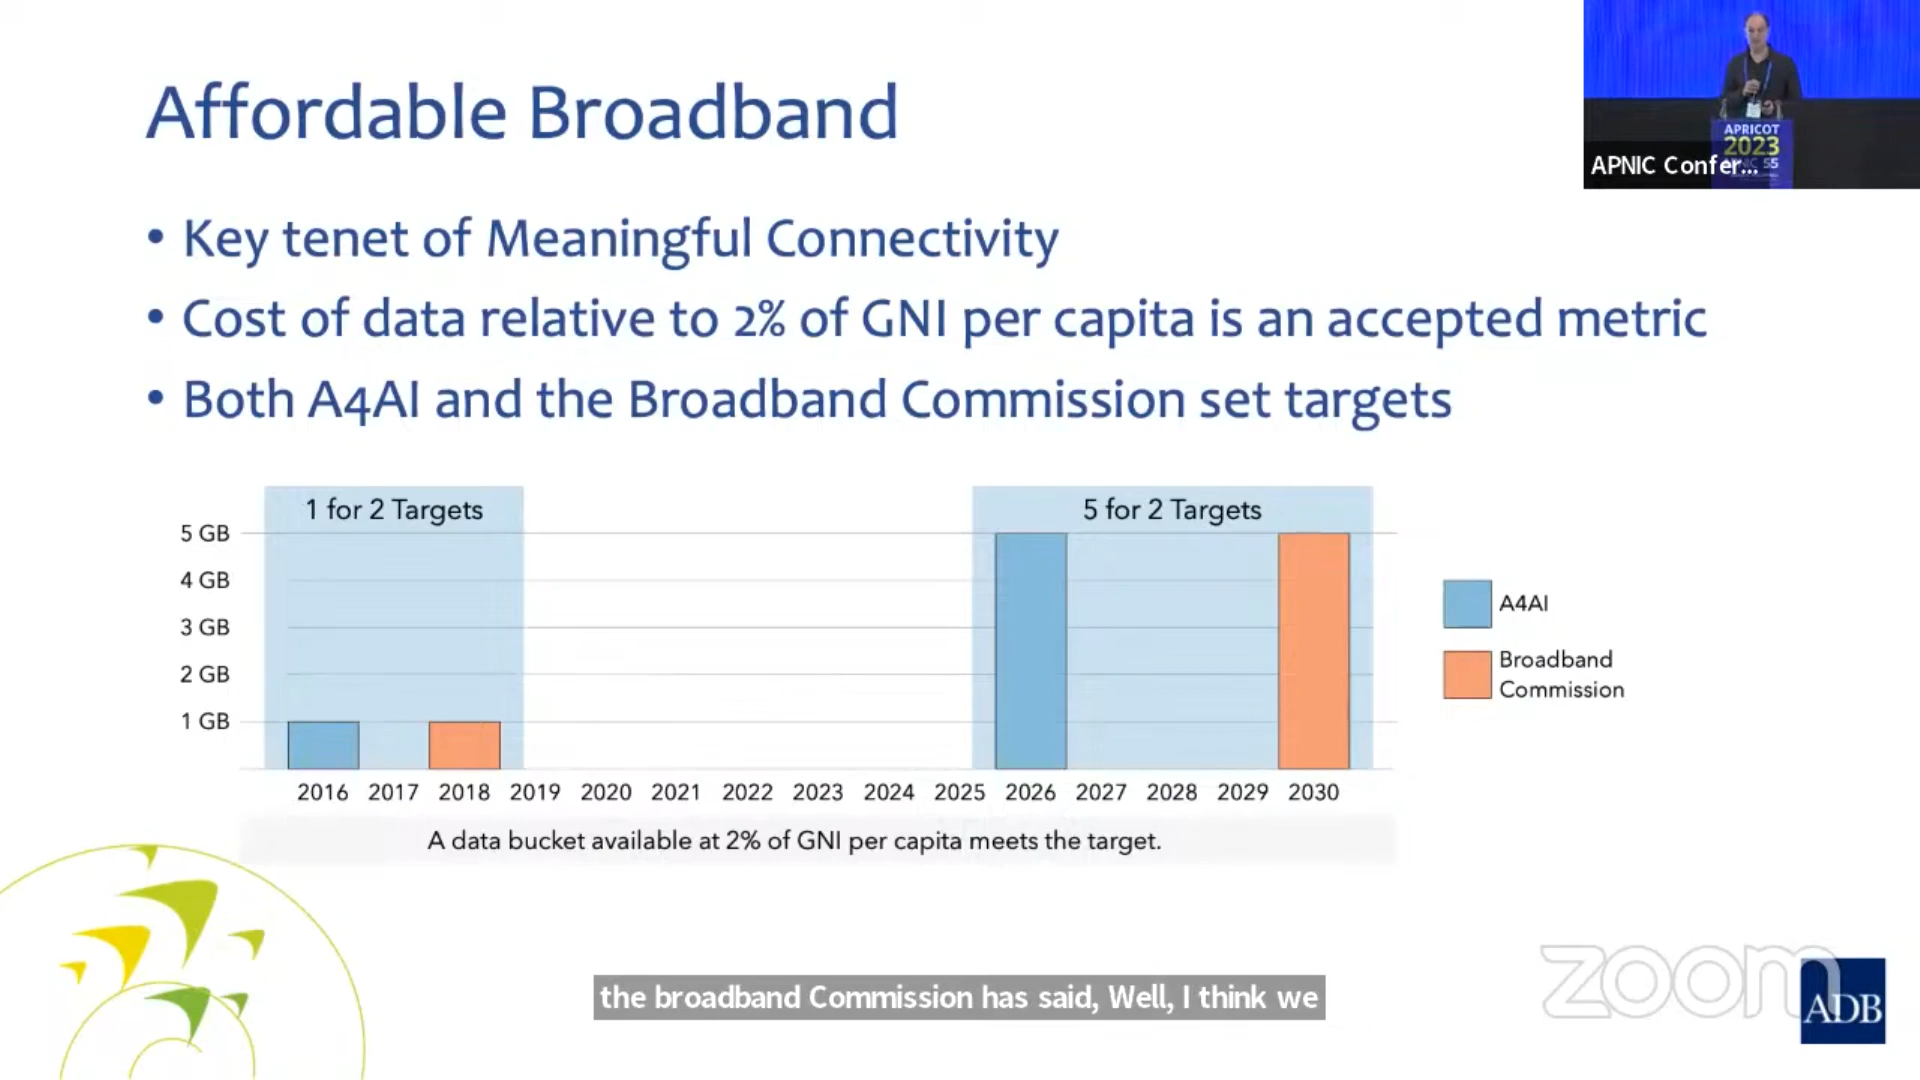 Affordable Broadband
• Key tenet of Meaningful Connectivity
• Cost of data relative to 2% of GNI per capita is an accepted metric
• Both A4AI and the Broadband Commission set targets
APRICOT
2023
APNIC Confer...
55
1 for 2 Targets
5 for 2 Targets
5 GB
4 GB
3 GB
2 GB
1 GB
A4AI
Broadband
Commission
2016 2017 2018 2019 2020 2021 2022 2023 2024 2025 2026 2027 2028 2029 2030
A data bucket available at 2% of GNI per capita meets the target.
the broadband Commission has said, Well, I think we
zoom
ADB